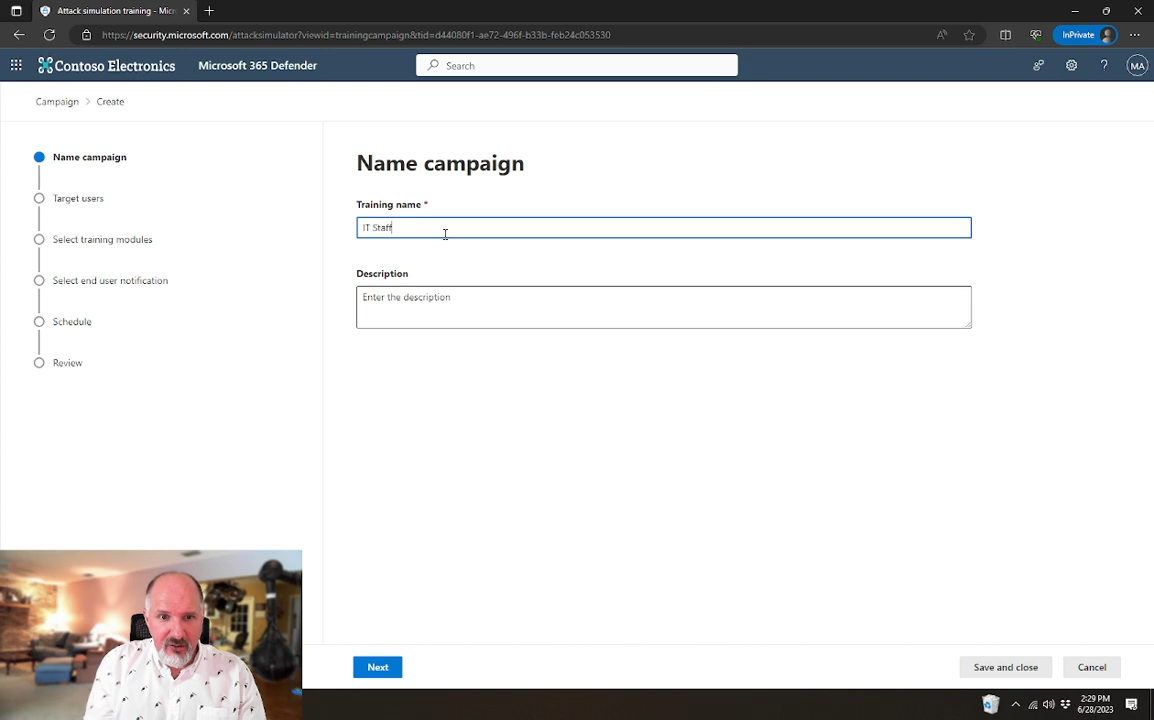 Attack simulation training - Micr
https://security.microsoft.com/attacksimulator?viewid=trainingcampaign&tid=d44080f1-ae72-496f-b33b-feb24c053530
InPrivate
Contoso Electronics
Microsoft 365 Defender
Search
MA
Campaign > Create
Name campaign
Target users
Select training modules
Select end user notification
Schedule
Review
Name campaign
Training name *
IT Staff
Description
Enter the description
Next
Save and close
Cancel
2:29 PM
6/28/2023